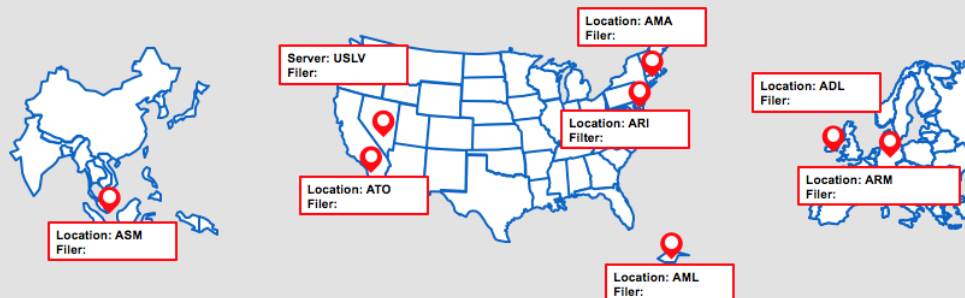 Location: AMA
Filer:
Server: USLV
Filer:
Location: ADL
Filer:
Location: ARI
Filter:
Location: ATO
Filer:
Location: ARM
Filer:
Location: ASM
Filer:
Location: AML
Filer: